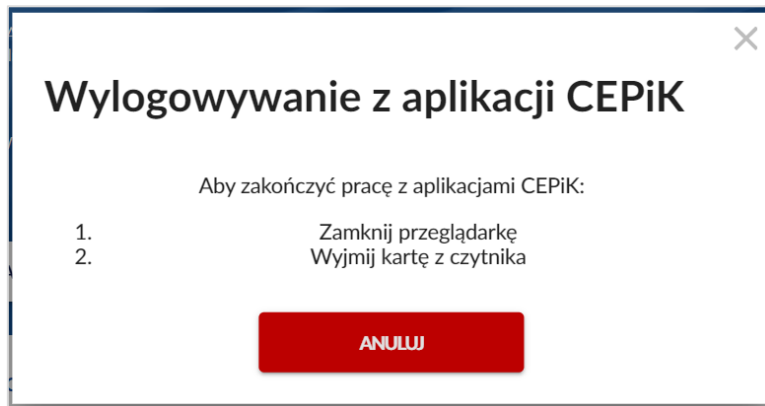 Wylogowywanie z aplikacji CEPiK
Aby zakończyć pracę z aplikacjami CEPiK:
1. Zamknij przeglądarkę
2. Wyjmij kartę z czytnika
ANULUJ